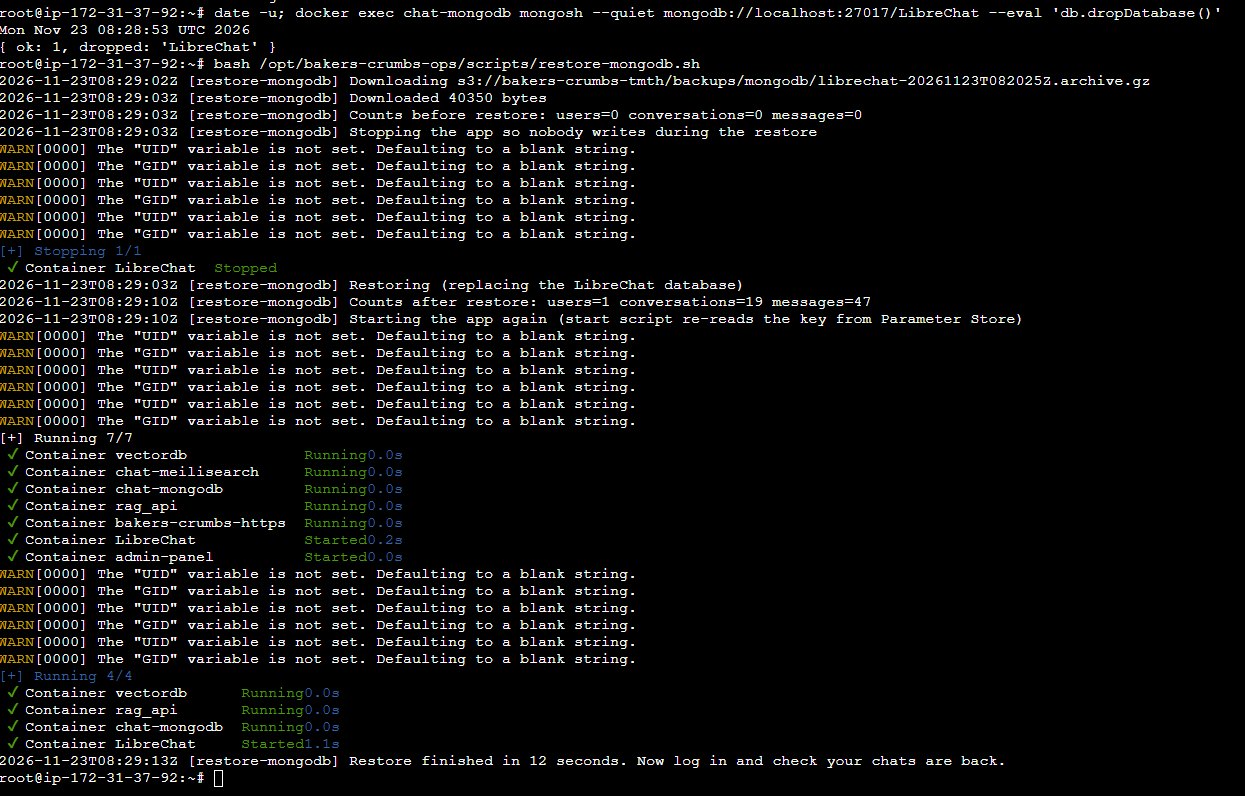 root@ip-172-31-37-92:~# date -u; docker exec chat-mongodb mongosh --quiet mongodb://localhost:27017/LibreChat --eval 'db.dropDatabase()'
Mon Nov 23 08:28:53 UTC 2026
{ ok: 1, dropped: 'LibreChat' }
root@ip-172-31-37-92:~# bash /opt/bakers-crumbs-ops/scripts/restore-mongodb.sh
2026-11-23T08:29:02Z [restore-mongodb] Downloading s3://bakers-crumbs-tmth/backups/mongodb/librechat-20261123T082025Z.archive.gz
2026-11-23T08:29:03Z [restore-mongodb] Downloaded 40350 bytes
2026-11-23T08:29:03Z [restore-mongodb] Counts before restore: users=0 conversations=0 messages=0
2026-11-23T08:29:03Z [restore-mongodb] Stopping the app so nobody writes during the restore
WARN[0000] The "UID" variable is not set. Defaulting to a blank string.
WARN[0000] The "GID" variable is not set. Defaulting to a blank string.
WARN[0000] The "UID" variable is not set. Defaulting to a blank string.
WARN[0000] The "GID" variable is not set. Defaulting to a blank string.
WARN[0000] The "UID" variable is not set. Defaulting to a blank string.
WARN[0000] The "GID" variable is not set. Defaulting to a blank string.
[+] Stopping 1/1
✓ Container LibreChat  Stopped
2026-11-23T08:29:03Z [restore-mongodb] Restoring (replacing the LibreChat database)
2026-11-23T08:29:10Z [restore-mongodb] Counts after restore: users=1 conversations=19 messages=47
2026-11-23T08:29:10Z [restore-mongodb] Starting the app again (start script re-reads the key from Parameter Store)
WARN[0000] The "UID" variable is not set. Defaulting to a blank string.
WARN[0000] The "GID" variable is not set. Defaulting to a blank string.
WARN[0000] The "UID" variable is not set. Defaulting to a blank string.
WARN[0000] The "GID" variable is not set. Defaulting to a blank string.
WARN[0000] The "UID" variable is not set. Defaulting to a blank string.
WARN[0000] The "GID" variable is not set. Defaulting to a blank string.
[+] Running 7/7
✓ Container vectordb             Running0.0s
✓ Container chat-meilisearch     Running0.0s
✓ Container chat-mongodb         Running0.0s
✓ Container rag_api              Running0.0s
✓ Container bakers-crumbs-https  Running0.0s
✓ Container LibreChat            Started0.2s
✓ Container admin-panel          Started0.0s
WARN[0000] The "UID" variable is not set. Defaulting to a blank string.
WARN[0000] The "GID" variable is not set. Defaulting to a blank string.
WARN[0000] The "UID" variable is not set. Defaulting to a blank string.
WARN[0000] The "GID" variable is not set. Defaulting to a blank string.
WARN[0000] The "UID" variable is not set. Defaulting to a blank string.
WARN[0000] The "GID" variable is not set. Defaulting to a blank string.
[+] Running 4/4
✓ Container vectordb      Running0.0s
✓ Container rag_api       Running0.0s
✓ Container chat-mongodb  Running0.0s
✓ Container LibreChat     Started1.1s
2026-11-23T08:29:13Z [restore-mongodb] Restore finished in 12 seconds. Now log in and check your chats are back.
root@ip-172-31-37-92:~#